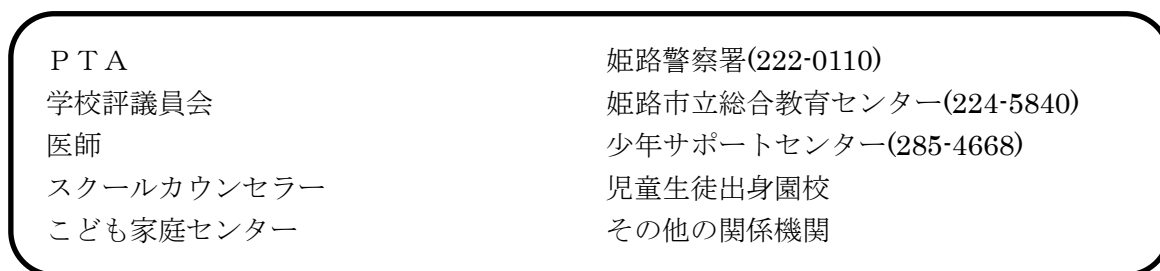 ＰＴＡ
学校評議員会
医師
スクールカウンセラー
こども家庭センター
姫路警察署(222-0110)
姫路市立総合教育センター(224-5840)
少年サポートセンター(285-4668)
児童生徒出身園校
その他の関係機関